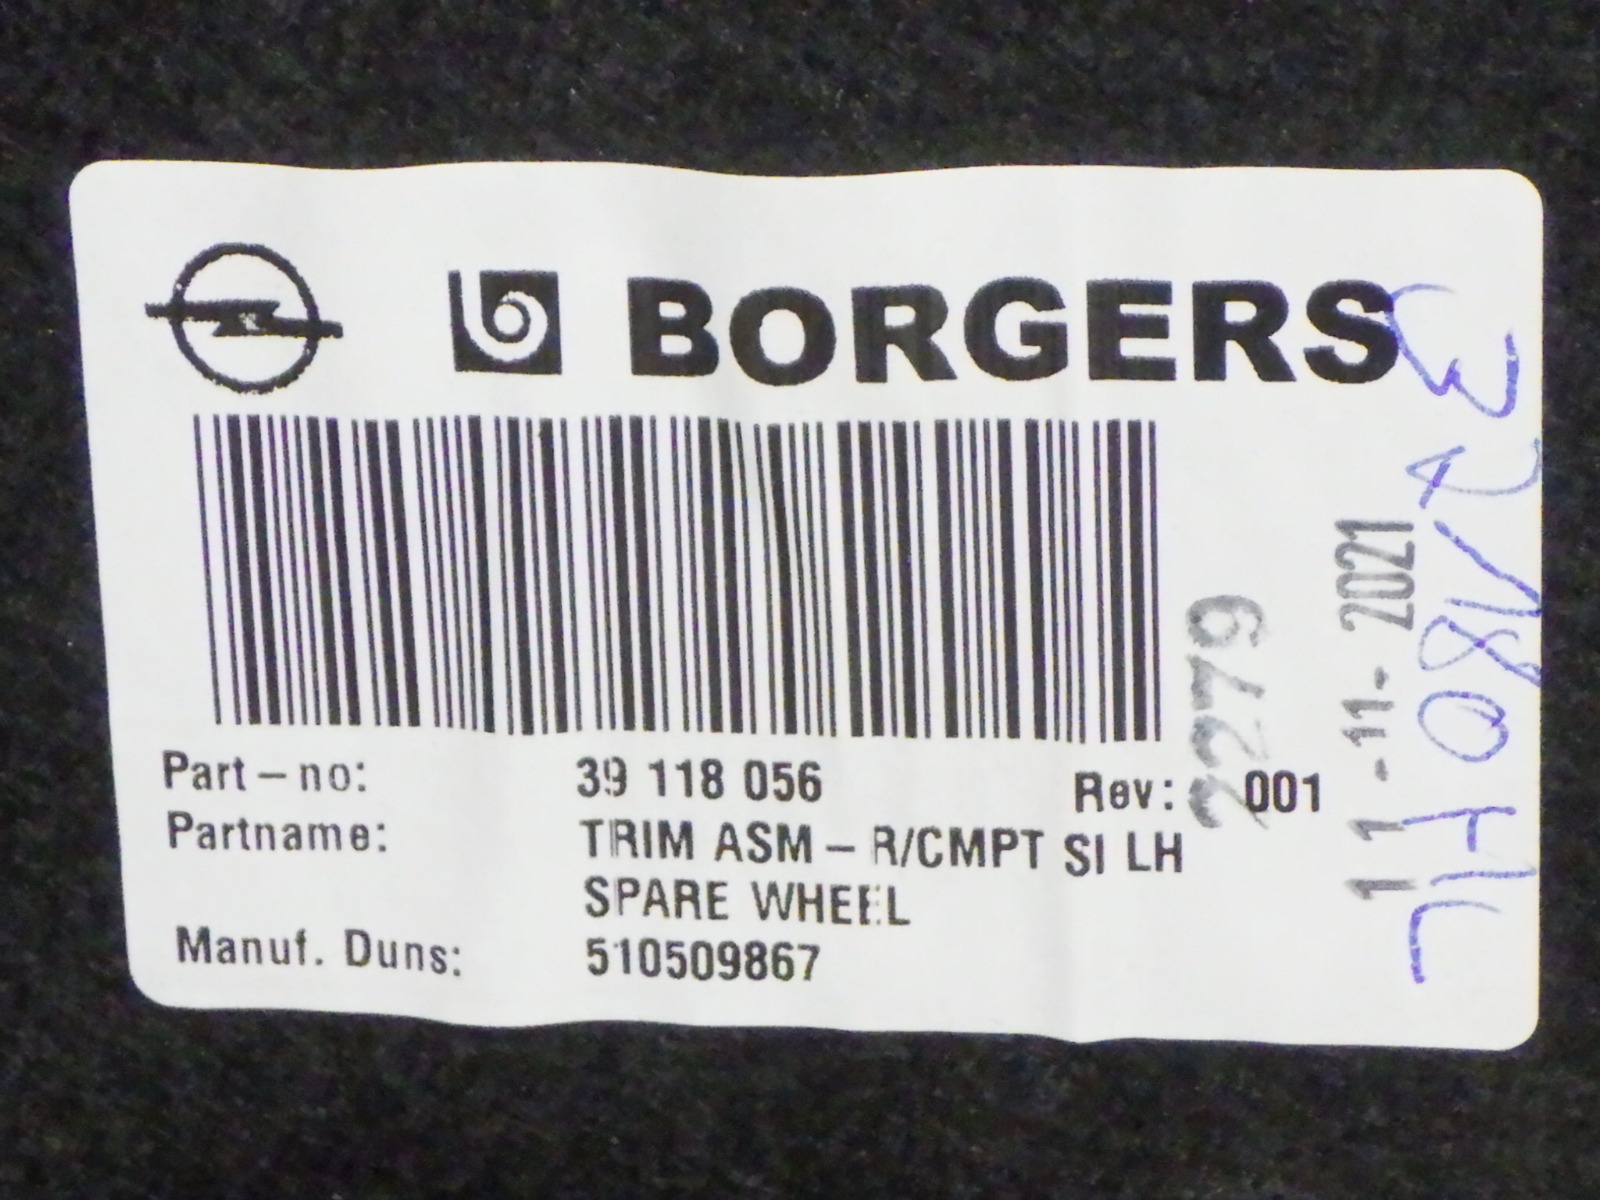 BORGERS
Part-no: 39 118 056 Rev: 001
Partname: TRIM ASM - R/CMPT SI LH
SPARE WHEEL
Manuf. Duns: 510509867
2279
11-11-2021